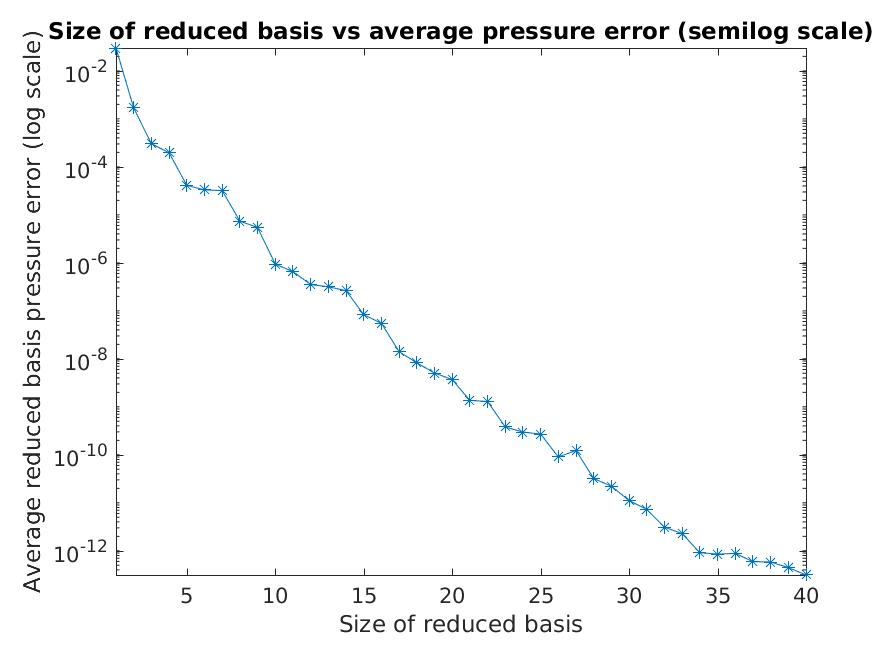 Size of reduced basis vs average pressure error (semilog scale)
Average reduced basis pressure error (log scale)
10^-2
10^-4
10^-6
10^-8
10^-10
10^-12
5 10 15 20 25 30 35 40
Size of reduced basis